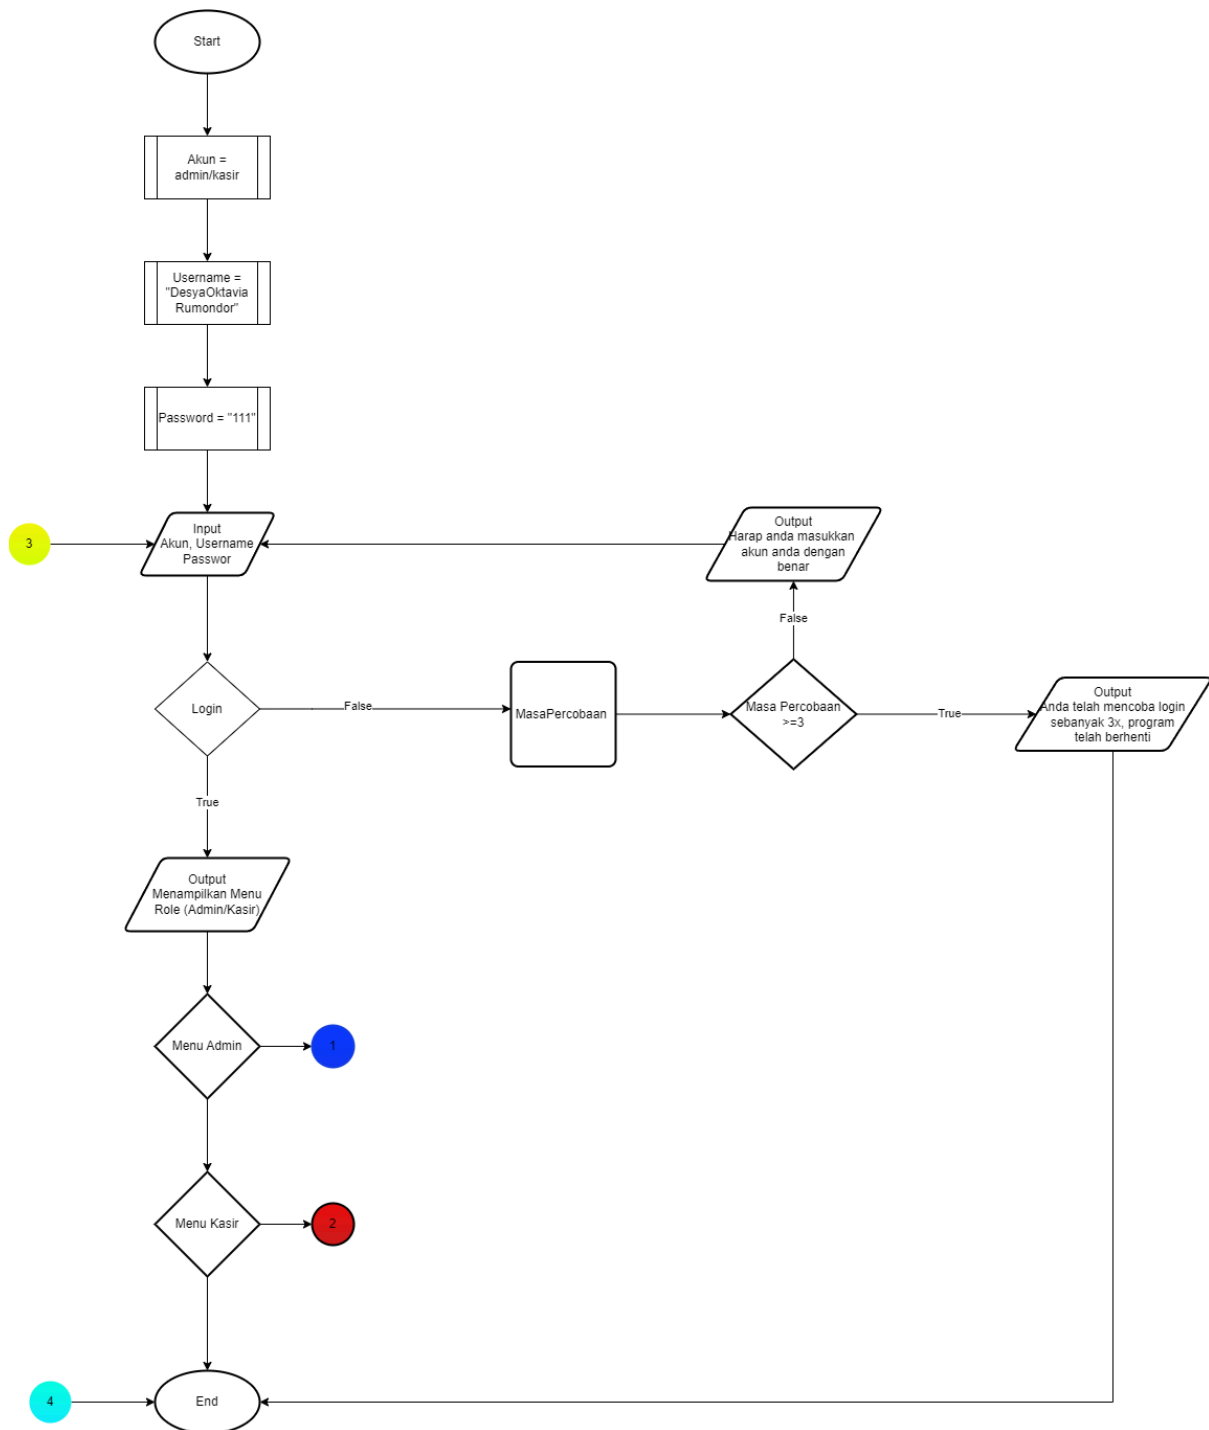 Start
Akun =
admin/kasir
Username =
"DesyaOktavia
Rumondor"
Password = "111"
3
Input
Akun, Username
Passwor
Output
Harap anda masukkan
akun anda dengan
benar
False
Login
False
MasaPercobaan
Masa Percobaan
>=3
True
Output
Anda telah mencoba login
sebanyak 3x, program
telah berhenti
True
Output
Menampilkan Menu
Role (Admin/Kasir)
Menu Admin
1
Menu Kasir
2
4
End